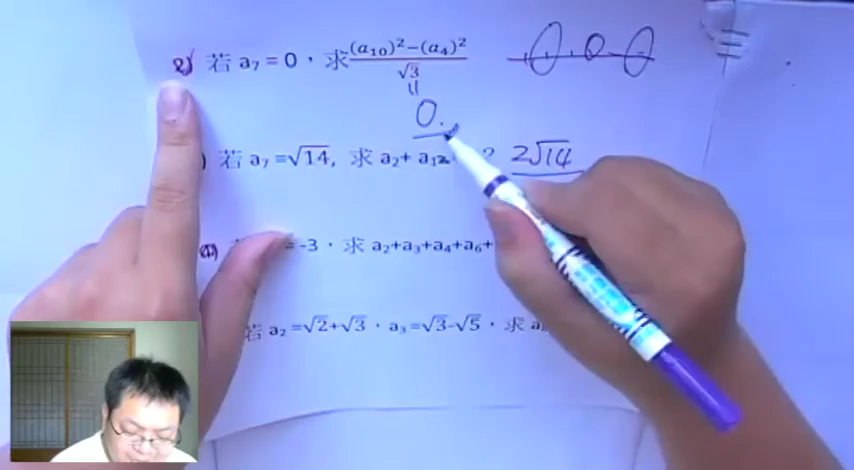 2) 若 a₇ = 0，求 (a₁₀)²-(a₄)² / √3
0
若 a₇ = √14, 求 a₂+ a₁₂ 2√14
= -3，求 a₂+a₃+a₄+a₆+
若 a₂ = √2+√3，a₃ = √3-√5，求 a